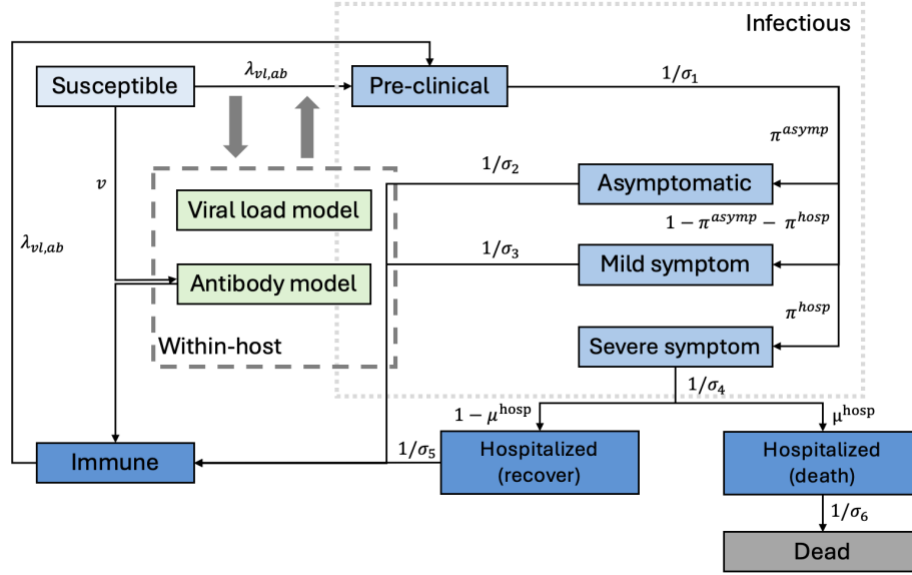 Infectious
Susceptible
λ_{vl,ab}
Pre-clinical
1/σ_1
π^{asymp}
v
1/σ_2
Asymptomatic
Viral load model
1 − π^{asymp} − π^{hosp}
λ_{vl,ab}
1/σ_3
Mild symptom
Antibody model
π^{hosp}
Within-host
Severe symptom
1/σ_4
1 − μ^{hosp}
μ^{hosp}
Immune
1/σ_5
Hospitalized
(recover)
Hospitalized
(death)
1/σ_6
Dead